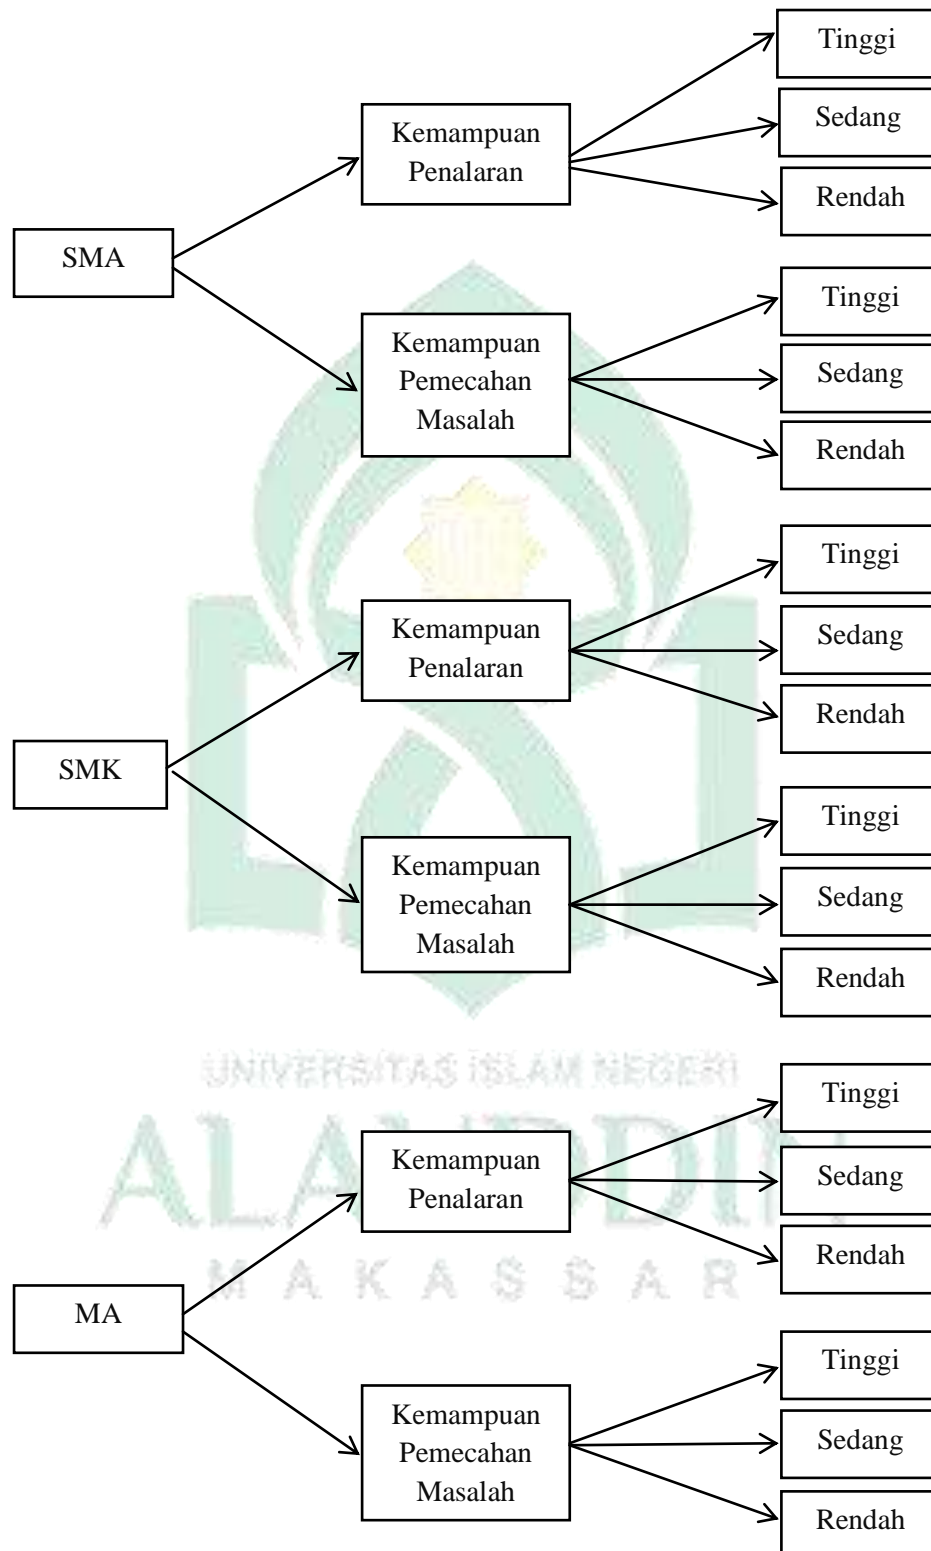 Tinggi
Kemampuan
Penalaran
Sedang
Rendah
SMA
Tinggi
Kemampuan
Pemecahan
Masalah
Sedang
Rendah
Tinggi
Kemampuan
Penalaran
Sedang
Rendah
SMK
Tinggi
Kemampuan
Pemecahan
Masalah
Sedang
Rendah
UNIVERSITAS ISLAM NEGERI
ALAUDDIN
MAKASSAR
Tinggi
Kemampuan
Penalaran
Sedang
Rendah
MA
Tinggi
Kemampuan
Pemecahan
Masalah
Sedang
Rendah